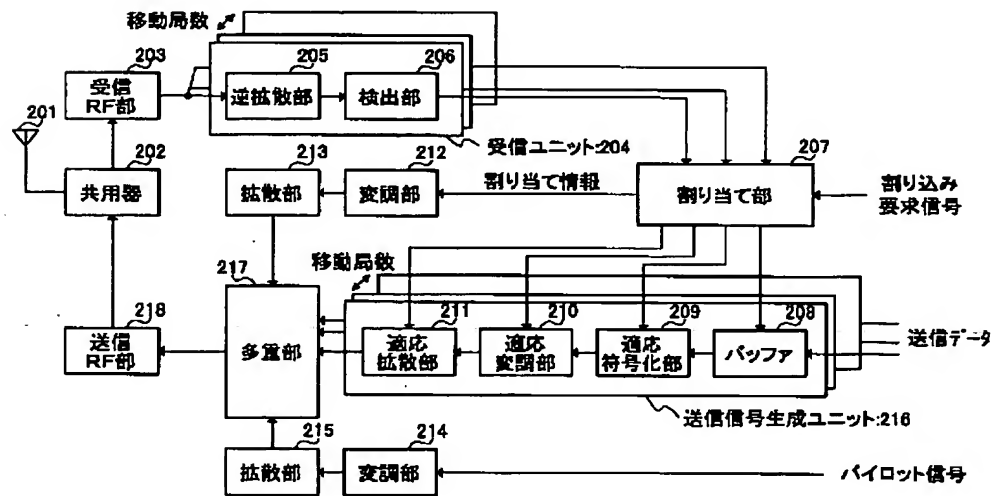 移動局数
203
205
206
受信
RF部
逆拡散部
検出部
201
202
213
212
受信ユニット:204
207
共用器
拡散部
変調部
割り当て情報
割り当て部
割り込み
要求信号
217
移動局数
218
211
210
209
208
送信
RF部
多重部
適応
拡散部
適応
変調部
適応
符号化部
バッファ
送信データ
215
214
送信信号生成ユニット:216
拡散部
変調部
パイロット信号